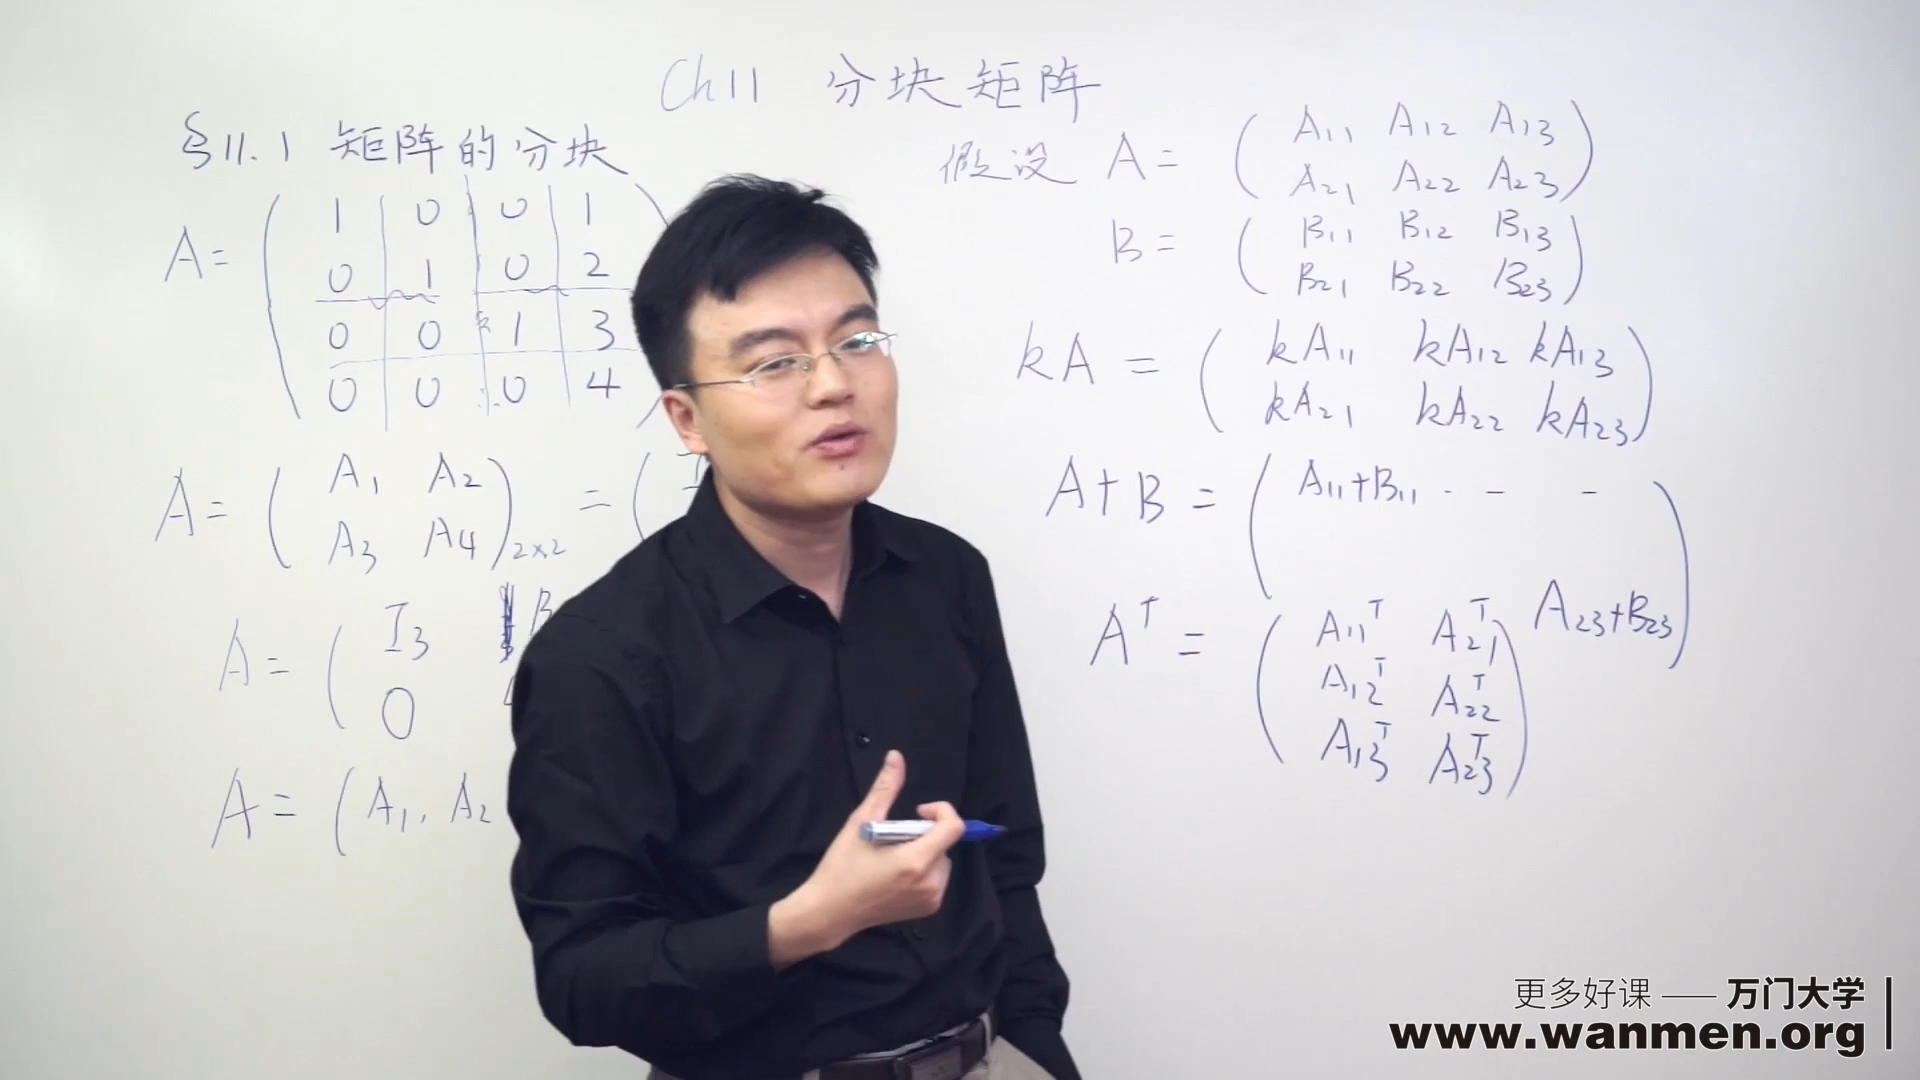 Ch 11 分块矩阵
§11.1 矩阵的分块
A = ( 1 0 0 1
0 1 0 2
0 0 1 3
0 0 0 4 )
A = ( A₁ A₂
A₃ A₄ )₂ₓ₂ = (
A = ( I₃ B
0
A = ( A₁, A₂
假设 A = ( A₁₁ A₁₂ A₁₃
A₂₁ A₂₂ A₂₃ )
B = ( B₁₁ B₁₂ B₁₃
B₂₁ B₂₂ B₂₃ )
kA = ( kA₁₁ kA₁₂ kA₁₃
kA₂₁ kA₂₂ kA₂₃ )
A+B = ( A₁₁+B₁₁ - - -
A₂₃+B₂₃ )
Aᵀ = ( A₁₁ᵀ A₂₁ᵀ
A₁₂ᵀ A₂₂ᵀ
A₁₃ᵀ A₂₃ᵀ )
更多好课 —— 万门大学
www.wanmen.org